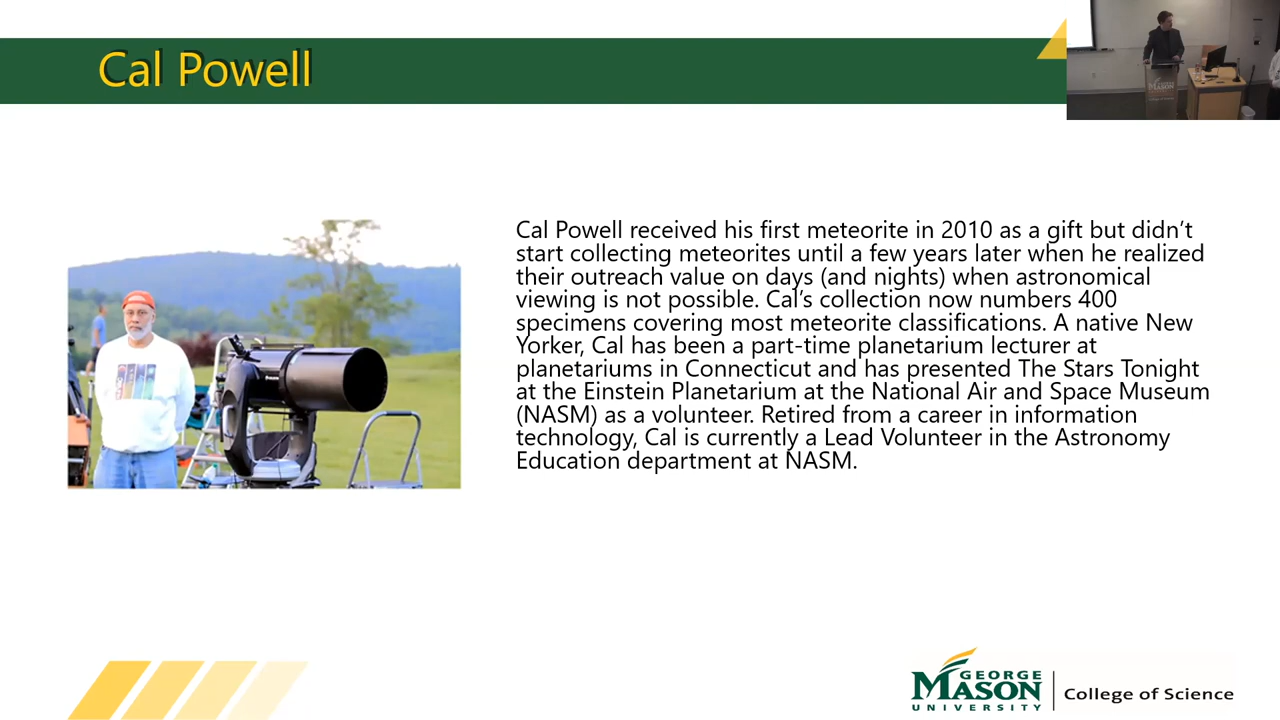 Cal Powell
Cal Powell received his first meteorite in 2010 as a gift but didn’t
start collecting meteorites until a few years later when he realized
their outreach value on days (and nights) when astronomical
viewing is not possible. Cal’s collection now numbers 400
specimens covering most meteorite classifications. A native New
Yorker, Cal has been a part-time planetarium lecturer at
planetariums in Connecticut and has presented The Stars Tonight
at the Einstein Planetarium at the National Air and Space Museum
(NASM) as a volunteer. Retired from a career in information
technology, Cal is currently a Lead Volunteer in the Astronomy
Education department at NASM.
GEORGE
MASON
UNIVERSITY
College of Science
GEORGE
MASON